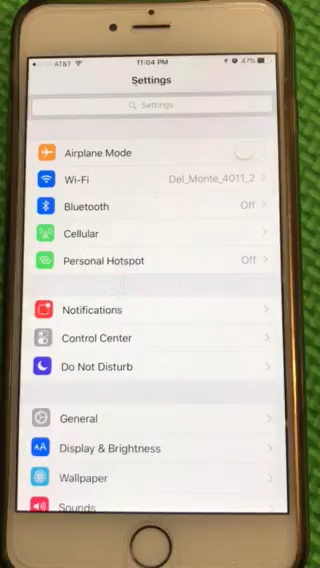 AT&T 11:04 PM 47%
Settings
Settings
Airplane Mode
Wi-Fi Del_Monte_4011_2
Bluetooth Off
Cellular
Personal Hotspot Off
Notifications
Control Center
Do Not Disturb
General
AA Display & Brightness
Wallpaper
Sounds